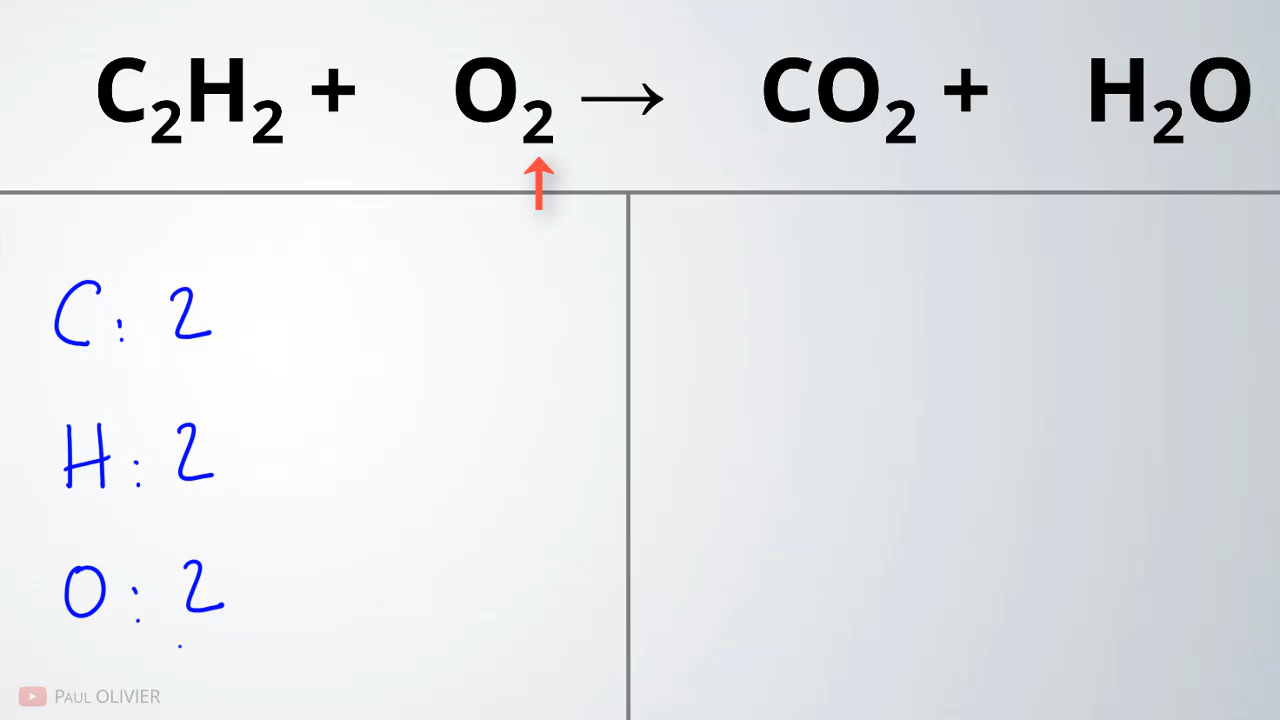 C₂H₂ + O₂ → CO₂ + H₂O
C: 2
H: 2
O: 2
PAUL OLIVIER